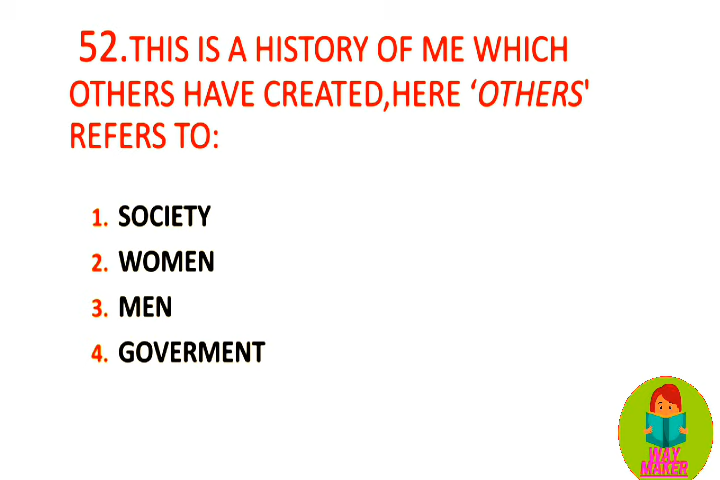 52.THIS IS A HISTORY OF ME WHICH
OTHERS HAVE CREATED,HERE ‘OTHERS'
REFERS TO:
1. SOCIETY
2. WOMEN
3. MEN
4. GOVERMENT
WAY
MAKER